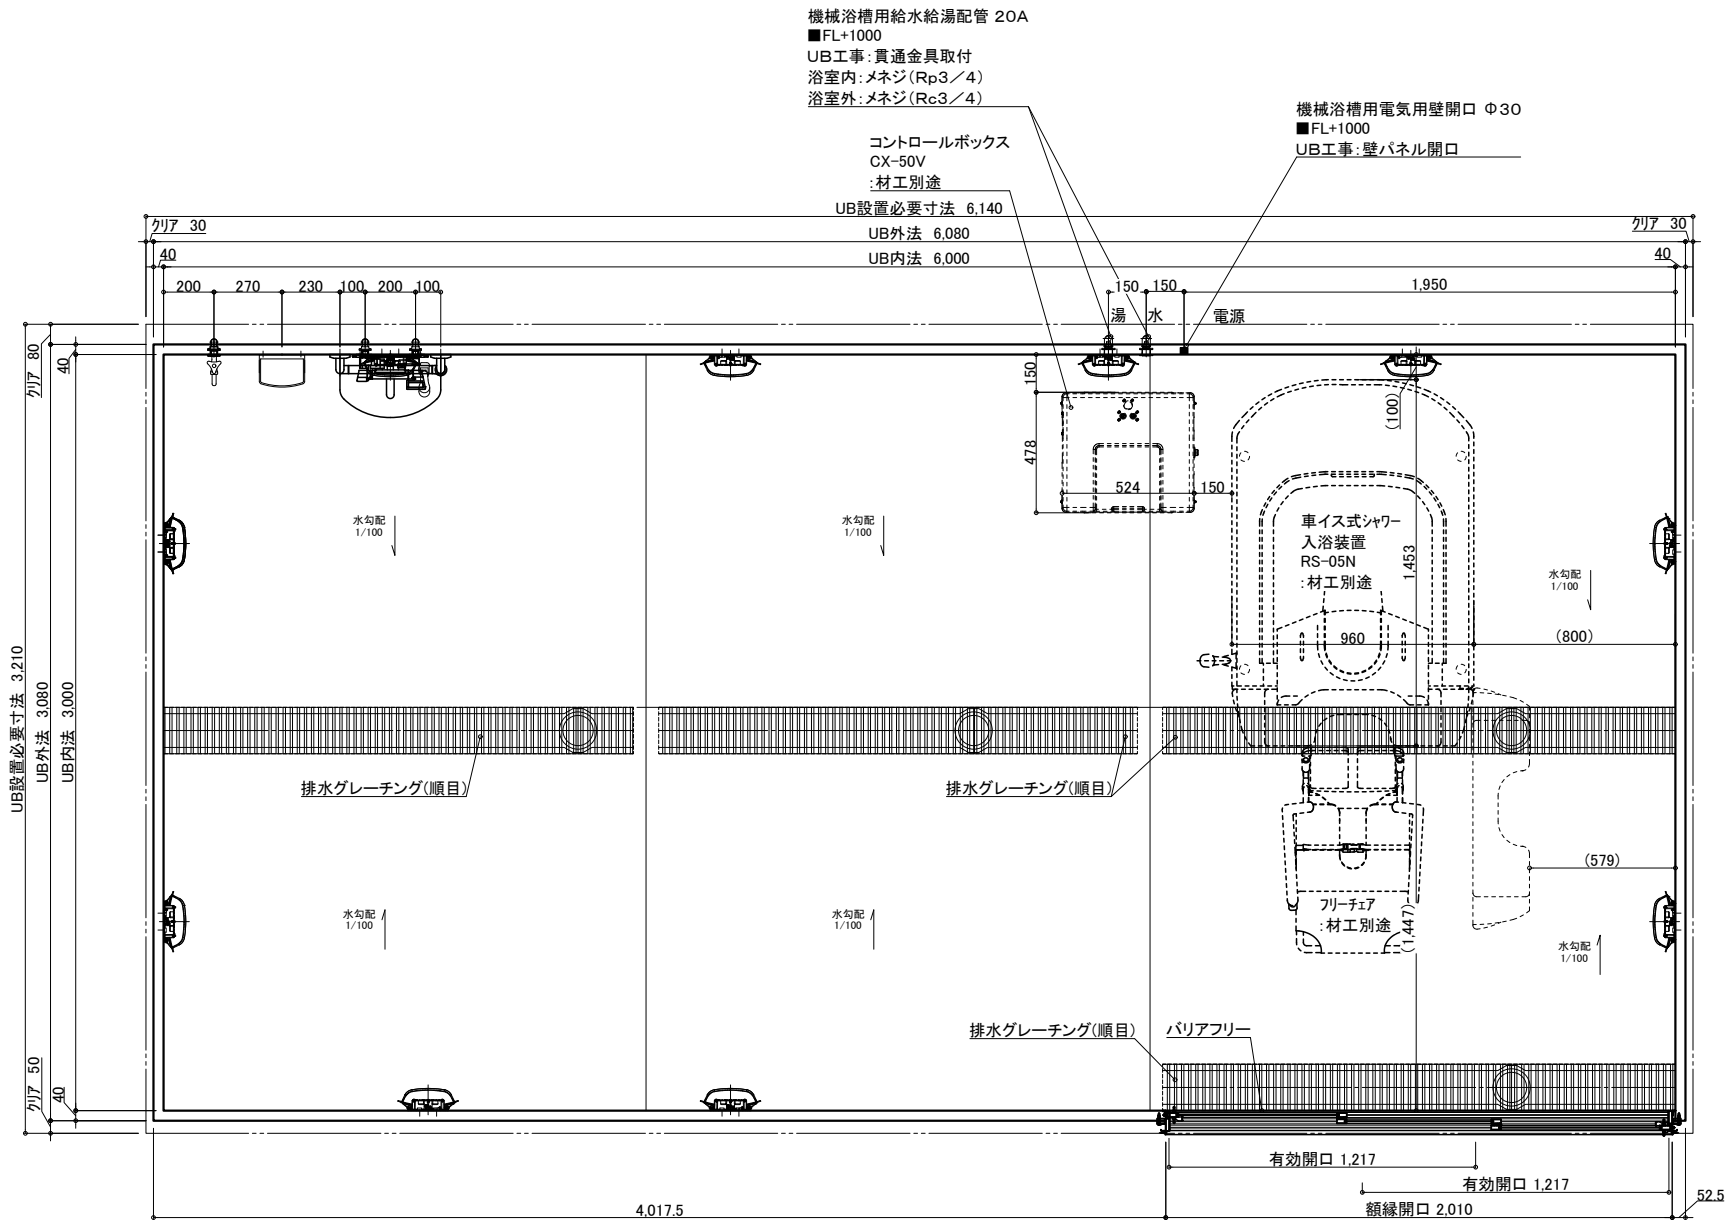 機械浴槽用給水給湯配管 20A
■FL+1000
UB工事:貫通金具取付
浴室内:メネジ(Rp3／4)
浴室外:メネジ(Rc3／4)
コントロールボックス
CX-50V
:材工別途
機械浴槽用電気用壁開口 Φ30
■FL+1000
UB工事:壁パネル開口
UB設置必要寸法 6,140
クリア 30
クリア 30
UB外法 6,080
40
UB内法 6,000
40
200
270
230
100
200
100
150
150
1,950
湯
水
電源
クリア 80
40
UB設置必要寸法 3,210
UB外法 3,080
UB内法 3,000
クリア 50
40
150
478
524
150
(100)
車イス式シャワー
入浴装置
RS-05N
:材工別途
1,453
水勾配
1/100
水勾配
1/100
水勾配
1/100
960
(800)
排水グレーチング(順目)
排水グレーチング(順目)
(579)
フリーチェア
:材工別途
(1,447)
水勾配
1/100
水勾配
1/100
水勾配
1/100
排水グレーチング(順目)
バリアフリー
有効開口 1,217
有効開口 1,217
4,017.5
額縁開口 2,010
52.5